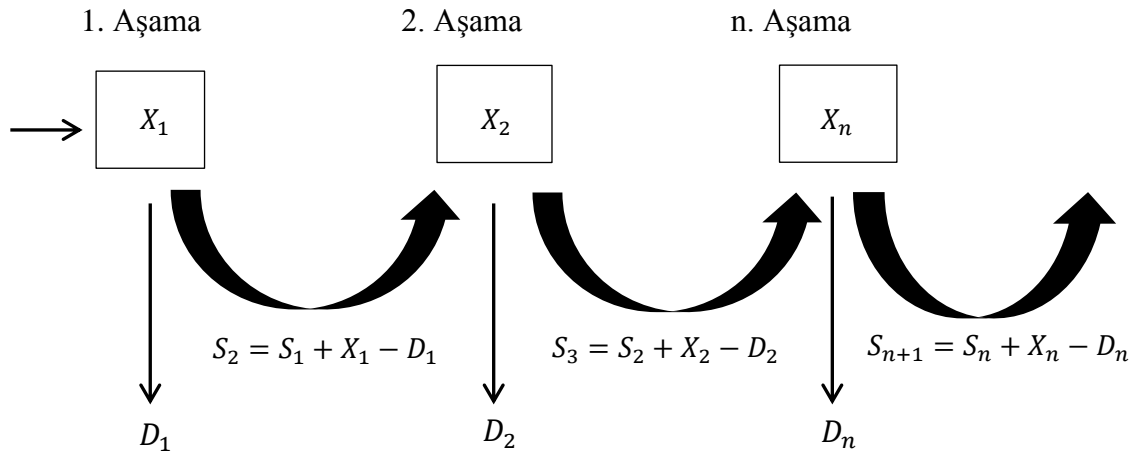 1. Aşama 2. Aşama n. Aşama
X₁ X₂ Xₙ
S₂ = S₁ + X₁ − D₁ S₃ = S₂ + X₂ − D₂ Sₙ₊₁ = Sₙ + Xₙ − Dₙ
D₁ D₂ Dₙ